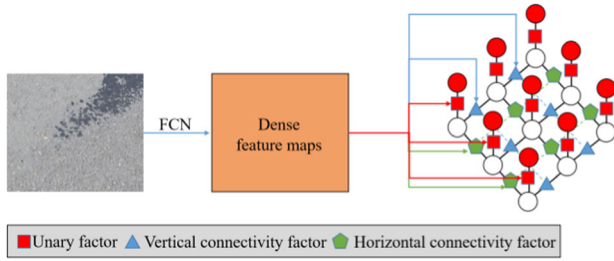 FCN
Dense
feature maps
Unary factor
Vertical connectivity factor
Horizontal connectivity factor